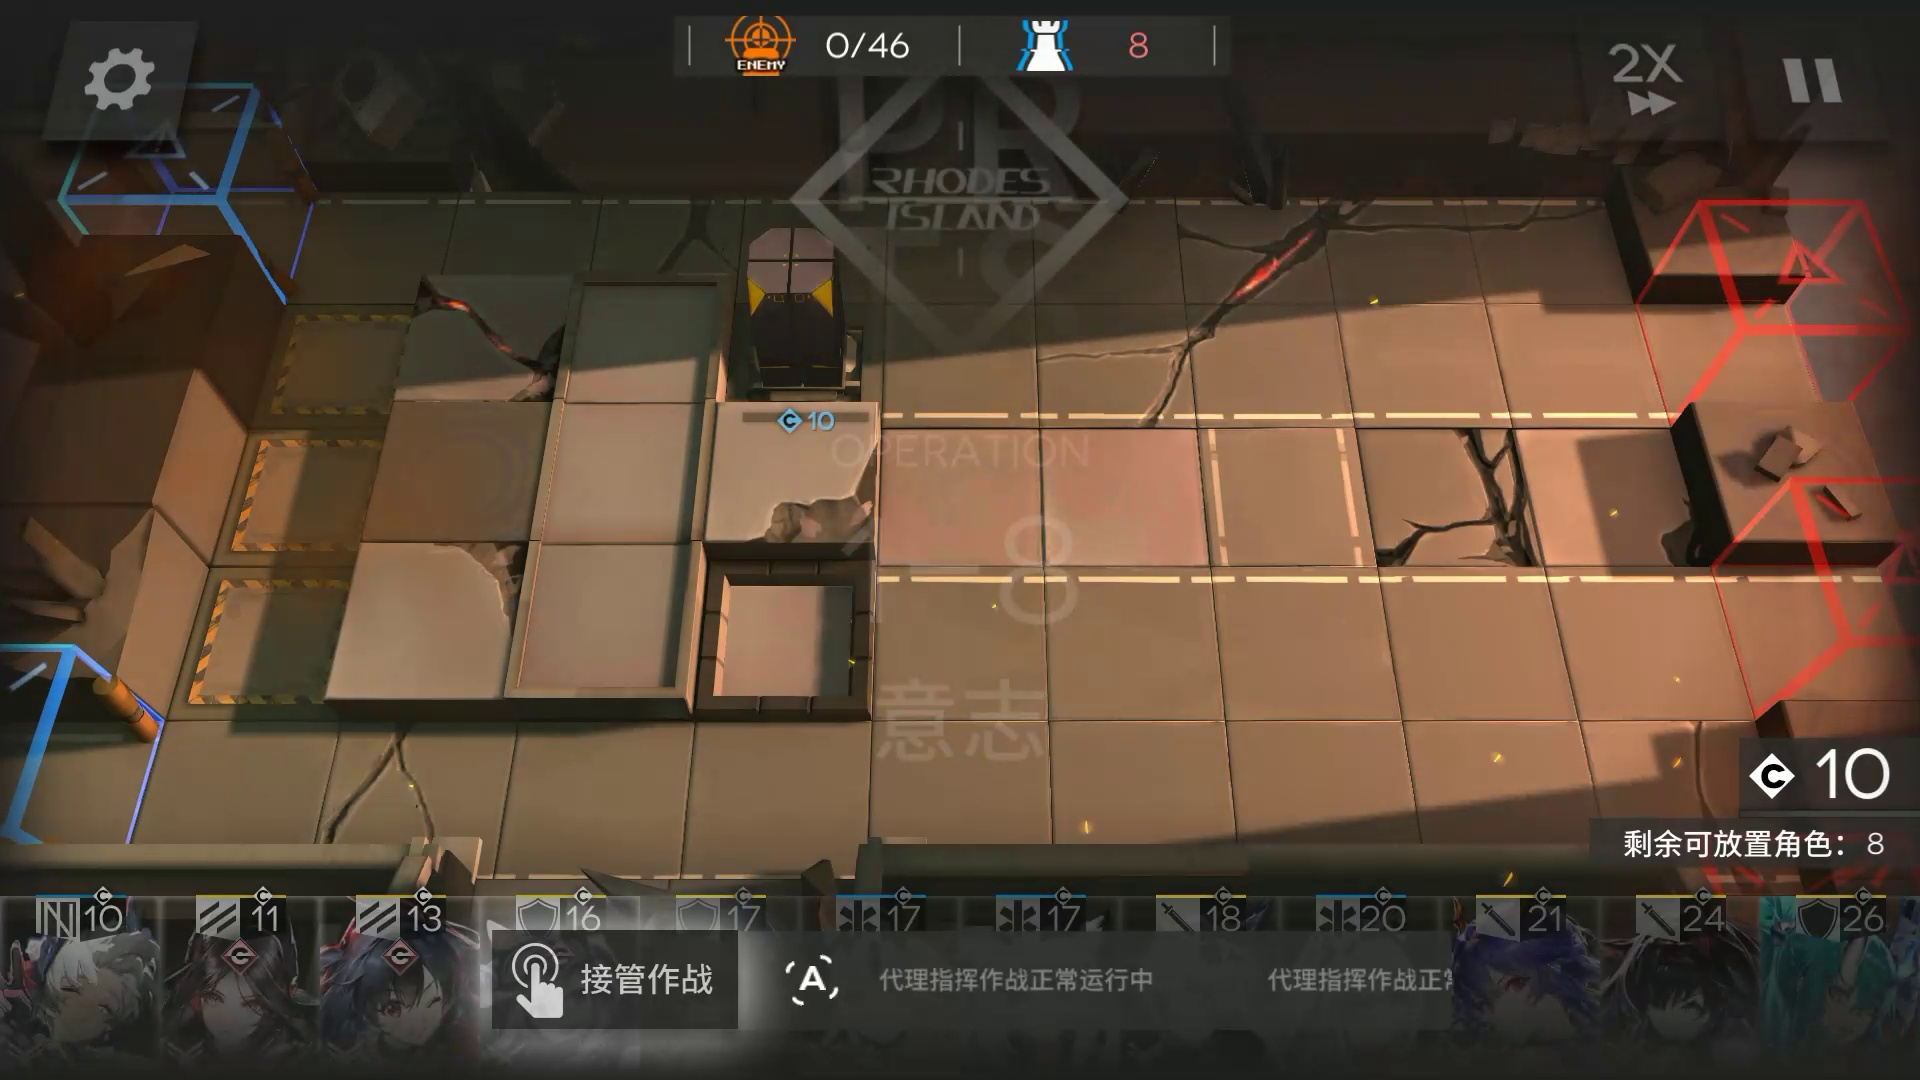 ENEMY
0/46
8
2X
RHODES
ISLAND
OPERATION
8
意志
C 10
C 10
剩余可放置角色： 8
10
11
13
16
17
17
17
18
20
21
24
26
接管作战
A
代理指挥作战正常运行中
代理指挥作战正常